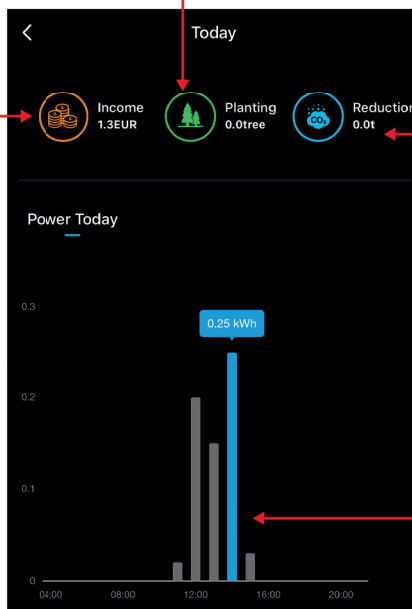 Today
Income
1.3EUR
Planting
0.0tree
Reduction
0.0t
CO₂
Power Today
0.3
0.25 kWh
0.2
0.1
0
04:00 08:00 12:00 16:00 20:00